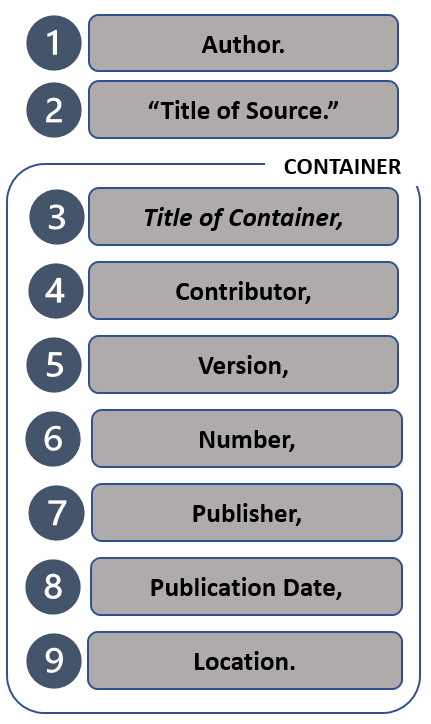 1 Author.
2 “Title of Source.”
CONTAINER
3 Title of Container,
4 Contributor,
5 Version,
6 Number,
7 Publisher,
8 Publication Date,
9 Location.